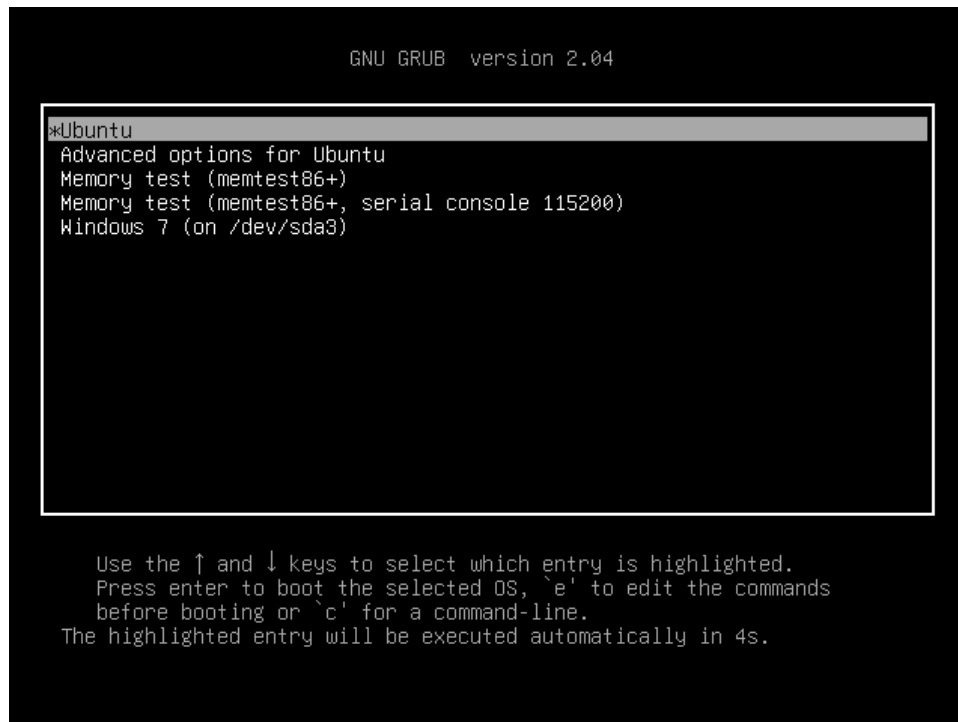 GNU GRUB version 2.04
*Ubuntu
Advanced options for Ubuntu
Memory test (memtest86+)
Memory test (memtest86+, serial console 115200)
Windows 7 (on /dev/sda3)
Use the ↑ and ↓ keys to select which entry is highlighted.
Press enter to boot the selected OS, `e' to edit the commands
before booting or `c' for a command-line.
The highlighted entry will be executed automatically in 4s.